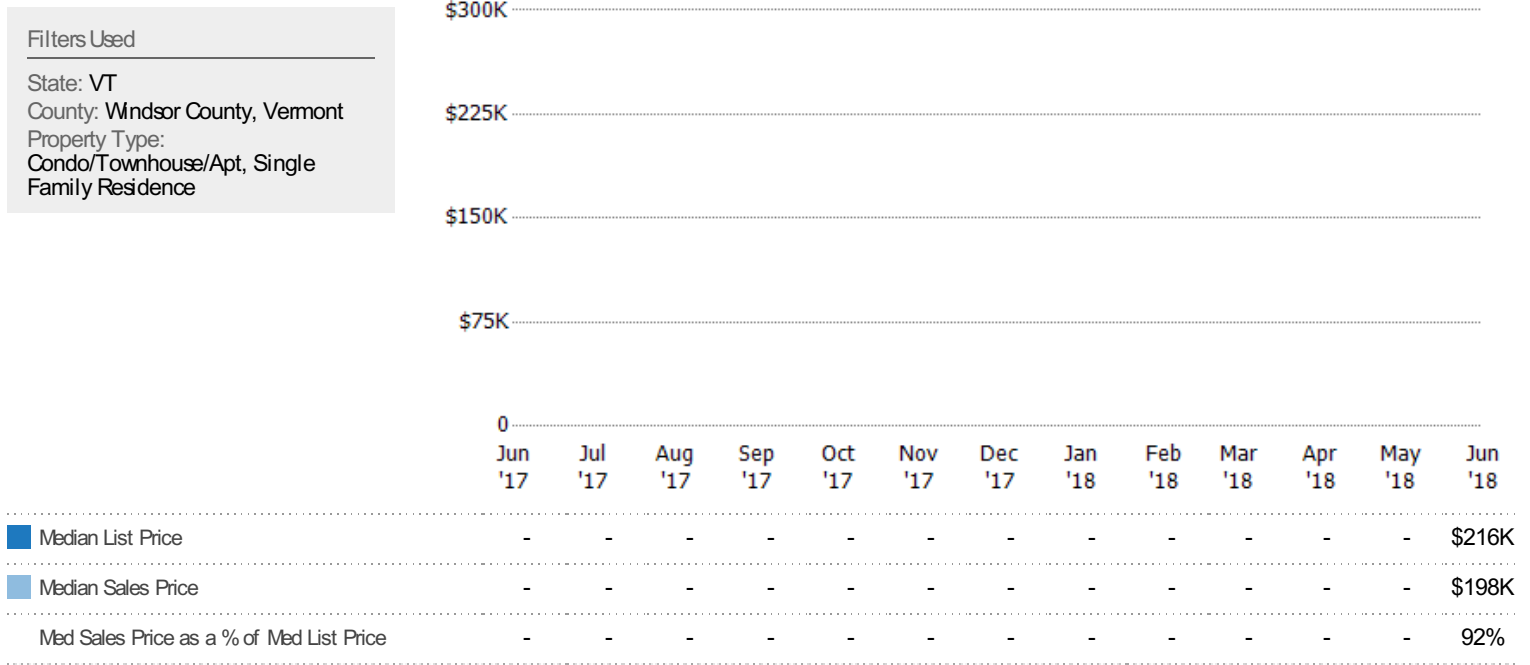 Filters Used
State: VT
County: Windsor County, Vermont
Property Type:
Condo/Townhouse/Apt, Single
Family Residence
$300K
$225K
$150K
$75K
0
Jun Jul Aug Sep Oct Nov Dec Jan Feb Mar Apr May Jun
'17 '17 '17 '17 '17 '17 '17 '18 '18 '18 '18 '18 '18
Median List Price - - - - - - - - - - - - $216K
Median Sales Price - - - - - - - - - - - - $198K
Med Sales Price as a % of Med List Price - - - - - - - - - - - - 92%